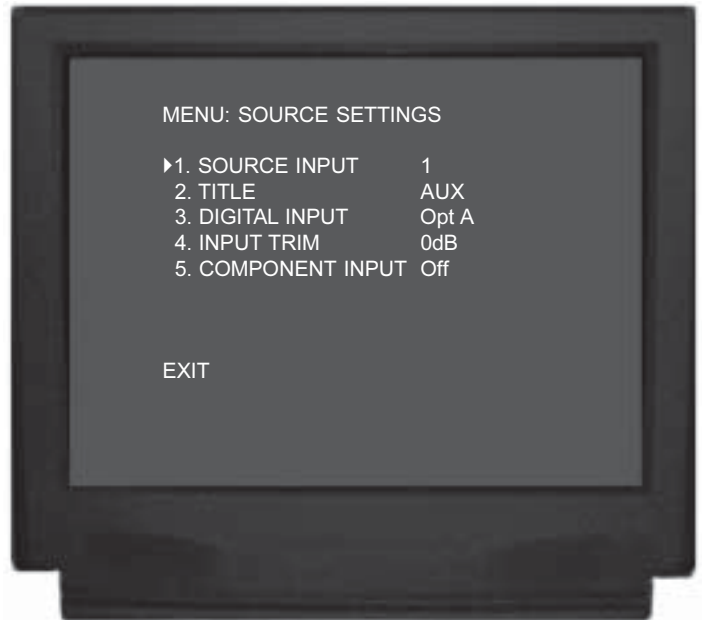 MENU: SOURCE SETTINGS
▶1. SOURCE INPUT 1
2. TITLE AUX
3. DIGITAL INPUT Opt A
4. INPUT TRIM 0dB
5. COMPONENT INPUT Off
EXIT